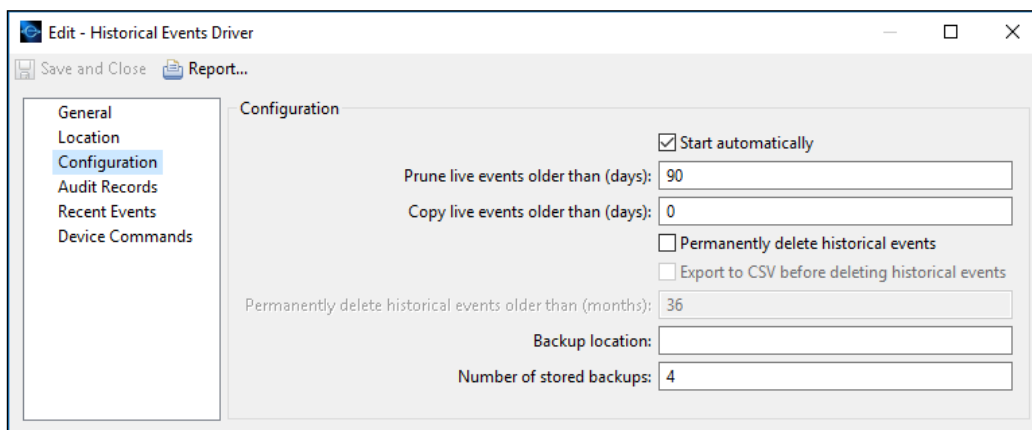 Edit - Historical Events Driver
Save and Close Report...
General
Location
Configuration
Audit Records
Recent Events
Device Commands
Configuration
Start automatically
Prune live events older than (days): 90
Copy live events older than (days): 0
Permanently delete historical events
Export to CSV before deleting historical events
Permanently delete historical events older than (months): 36
Backup location:
Number of stored backups: 4